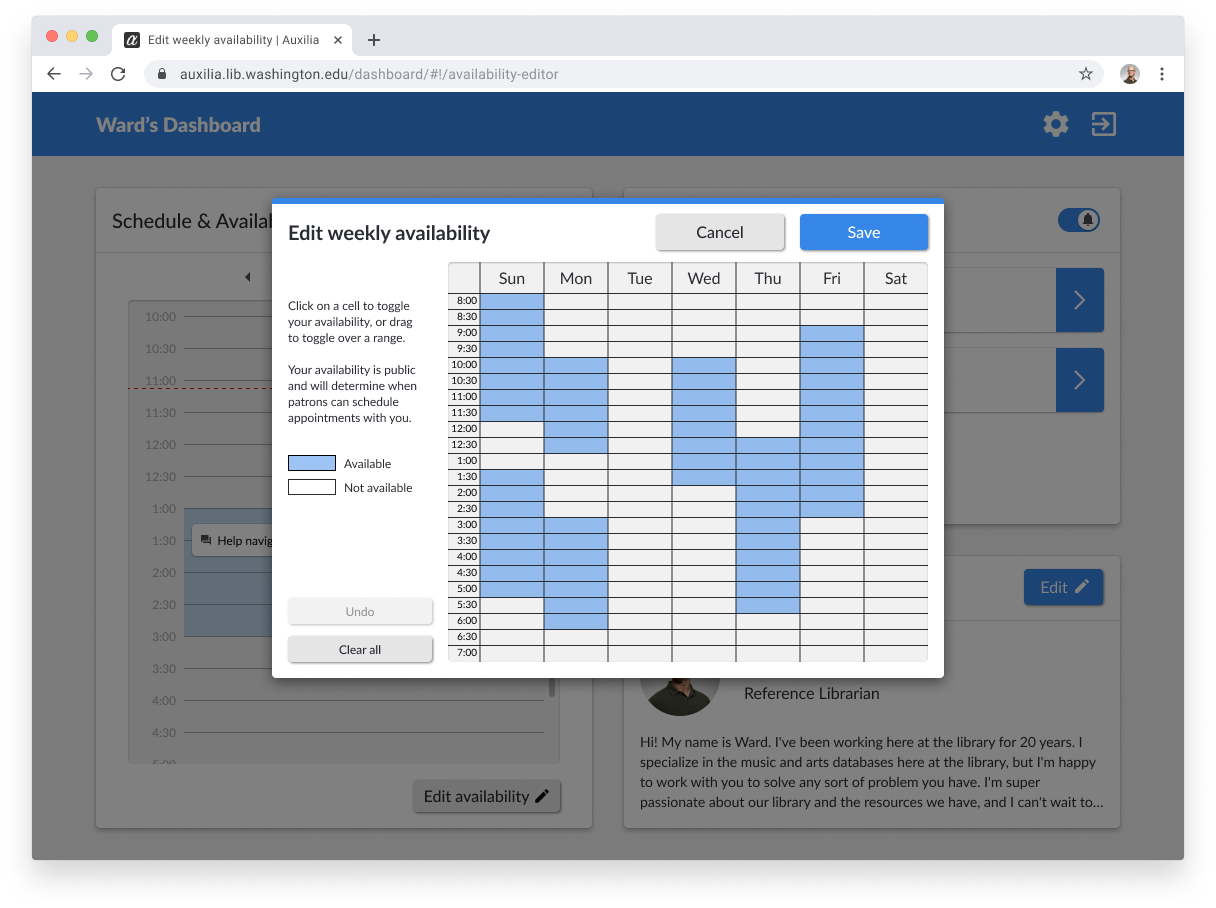 Edit weekly availability | Auxilia
auxilia.lib.washington.edu/dashboard/#!/availability-editor
Ward's Dashboard
Schedule &
10:00
10:30
11:00
11:30
12:00
12:30
1:00
1:30
2:00
2:30
3:00
3:30
4:00
4:30
5:00
Help
Edit availability
Edit weekly availability
Cancel
Save
Click on a cell to toggle
your availability, or drag
to toggle over a range.
Your availability is public
and will determine when
patrons can schedule
appointments with you.
Available
Not available
Undo
Clear all
Sun Mon Tue Wed Thu Fri Sat
8:00
8:30
9:00
9:30
10:00
10:30
11:00
11:30
12:00
12:30
1:00
1:30
2:00
2:30
3:00
3:30
4:00
4:30
5:00
5:30
6:00
6:30
7:00
Edit
Reference Librarian
Hi! My name is Ward. I've been working here at the library for 20 years. I
specialize in the music and arts databases here at the library, but I'm happy
to work with you to solve any sort of problem you have. I'm super
passionate about our library and the resources we have, and I can't wait to...